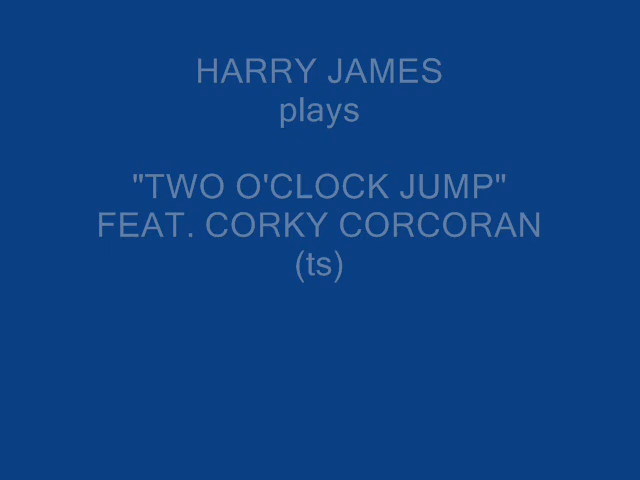 HARRY JAMES
plays
"TWO O'CLOCK JUMP"
FEAT. CORKY CORCORAN
(ts)